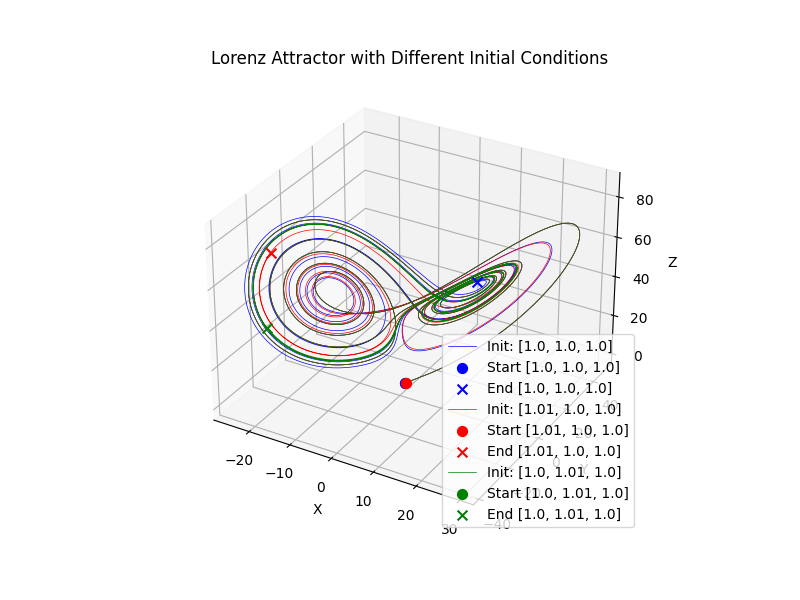 Lorenz Attractor with Different Initial Conditions
80
60
Z
40
20
0
40
20
0
Y
−20
−40
−20
−10
0
10
20
30
X
Init: [1.0, 1.0, 1.0]
Start [1.0, 1.0, 1.0]
End [1.0, 1.0, 1.0]
Init: [1.01, 1.0, 1.0]
Start [1.01, 1.0, 1.0]
End [1.01, 1.0, 1.0]
Init: [1.0, 1.01, 1.0]
Start [1.0, 1.01, 1.0]
End [1.0, 1.01, 1.0]